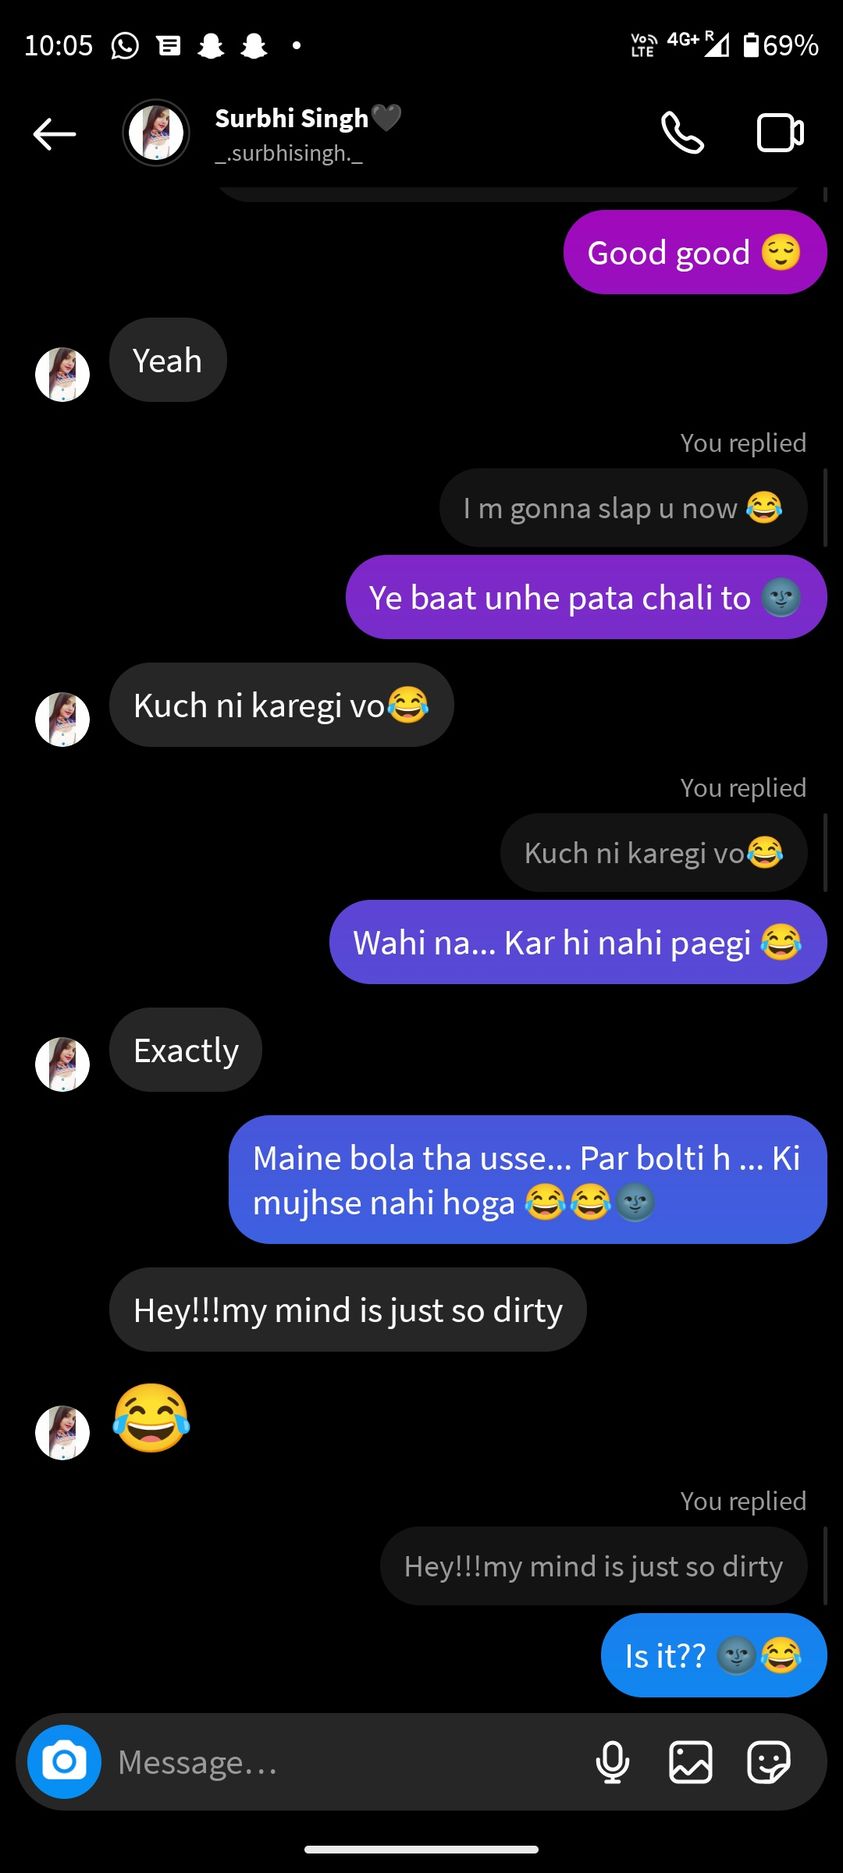 10:05
Vo LTE 4G+ R 69%
Surbhi Singh🖤
_.surbhisingh._
Good good 😌
Yeah
You replied
I m gonna slap u now 😂
Ye baat unhe pata chali to 🌚
Kuch ni karegi vo😂
You replied
Kuch ni karegi vo😂
Wahi na... Kar hi nahi paegi 😂
Exactly
Maine bola tha usse... Par bolti h ... Ki
mujhse nahi hoga 😂😂🌚
Hey!!!my mind is just so dirty
😂
You replied
Hey!!!my mind is just so dirty
Is it?? 🌚😂
Message...